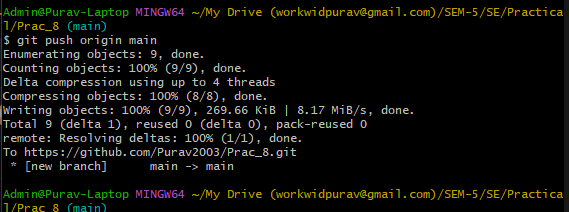 Admin@Purav-Laptop MINGW64 ~/My Drive (workwidpurav@gmail.com)/SEM-5/SE/Practica
l/Prac_8 (main)
$ git push origin main
Enumerating objects: 9, done.
Counting objects: 100% (9/9), done.
Delta compression using up to 4 threads
Compressing objects: 100% (8/8), done.
Writing objects: 100% (9/9), 269.66 KiB | 8.17 MiB/s, done.
Total 9 (delta 1), reused 0 (delta 0), pack-reused 0
remote: Resolving deltas: 100% (1/1), done.
To https://github.com/Purav2003/Prac_8.git
 * [new branch]      main -> main
Admin@Purav-Laptop MINGW64 ~/My Drive (workwidpurav@gmail.com)/SEM-5/SE/Practica
l/Prac_8 (main)